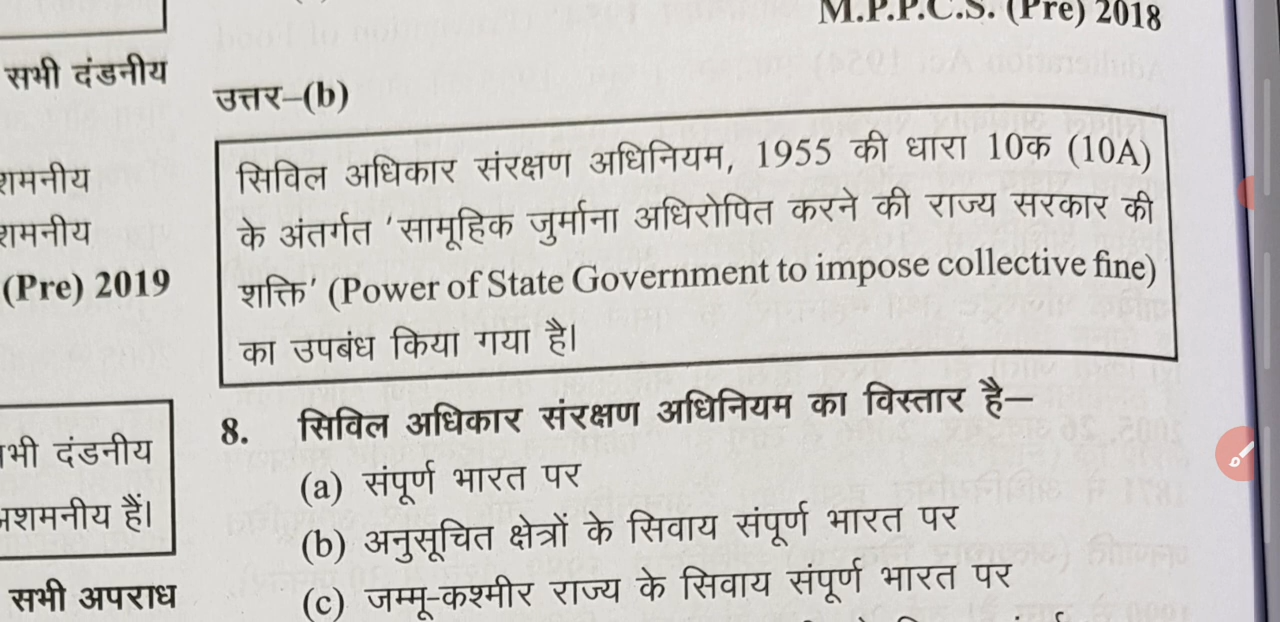 सभी दंडनीय
शमनीय
शमनीय
(Pre) 2019
भी दंडनीय
शमनीय हैं।
सभी अपराध
M.P.P.C.S. (Pre) 2018
उत्तर–(b)
सिविल अधिकार संरक्षण अधिनियम, 1955 की धारा 10क (10A)
के अंतर्गत 'सामूहिक जुर्माना अधिरोपित करने की राज्य सरकार की
शक्ति' (Power of State Government to impose collective fine)
का उपबंध किया गया है।
8. सिविल अधिकार संरक्षण अधिनियम का विस्तार है–
(a) संपूर्ण भारत पर
(b) अनुसूचित क्षेत्रों के सिवाय संपूर्ण भारत पर
(c) जम्मू-कश्मीर राज्य के सिवाय संपूर्ण भारत पर